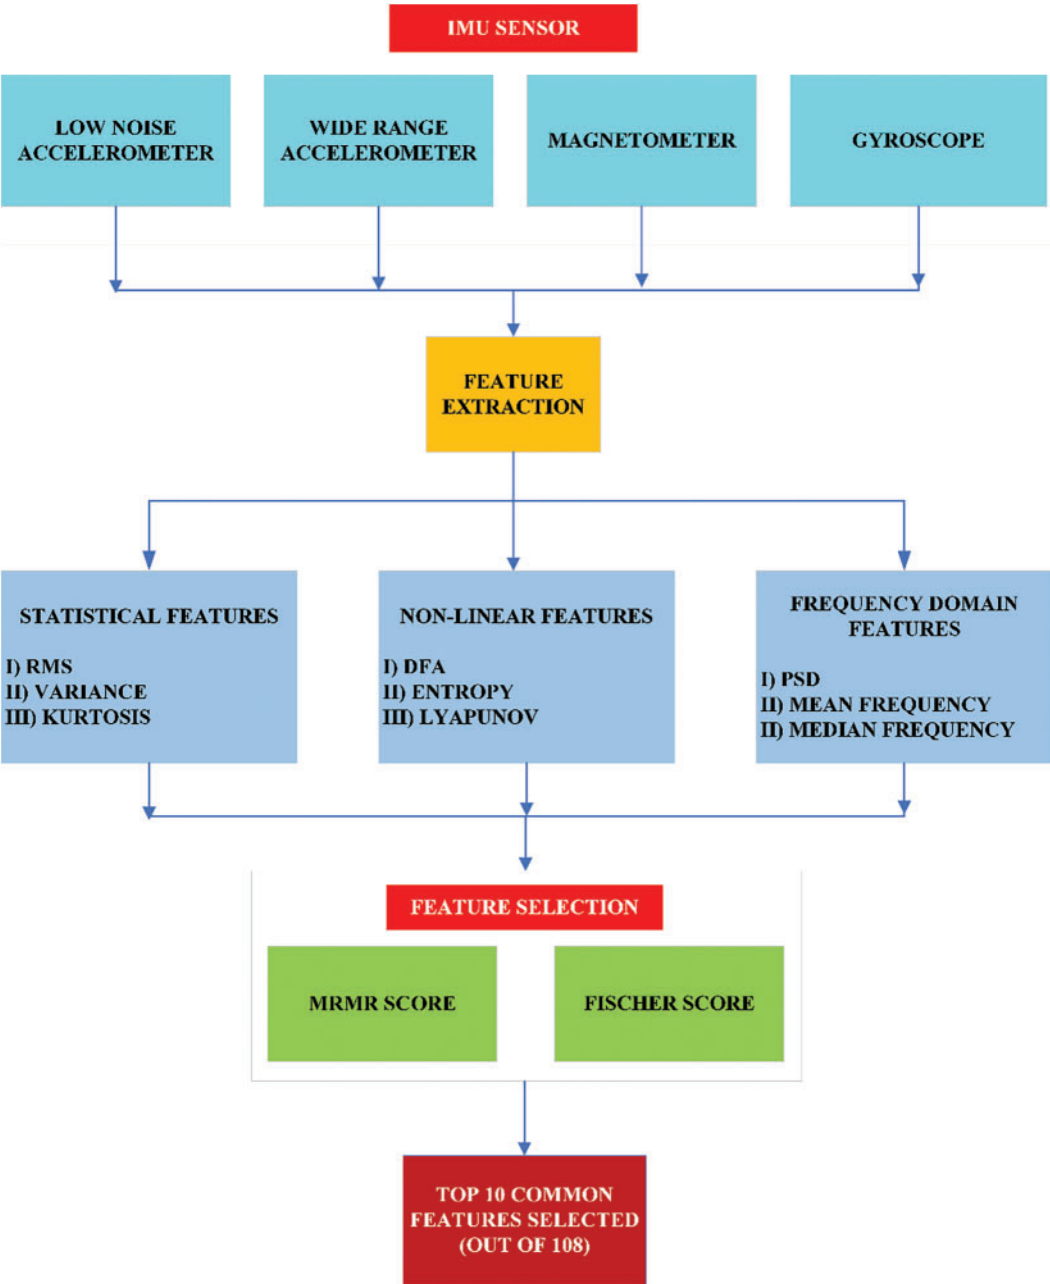 IMU SENSOR
LOW NOISE
ACCELEROMETER
WIDE RANGE
ACCELEROMETER
MAGNETOMETER
GYROSCOPE
FEATURE
EXTRACTION
STATISTICAL FEATURES
I) RMS
II) VARIANCE
III) KURTOSIS
NON-LINEAR FEATURES
I) DFA
II) ENTROPY
III) LYAPUNOV
FREQUENCY DOMAIN
FEATURES
I) PSD
II) MEAN FREQUENCY
II) MEDIAN FREQUENCY
FEATURE SELECTION
MRMR SCORE
FISCHER SCORE
TOP 10 COMMON
FEATURES SELECTED
(OUT OF 108)